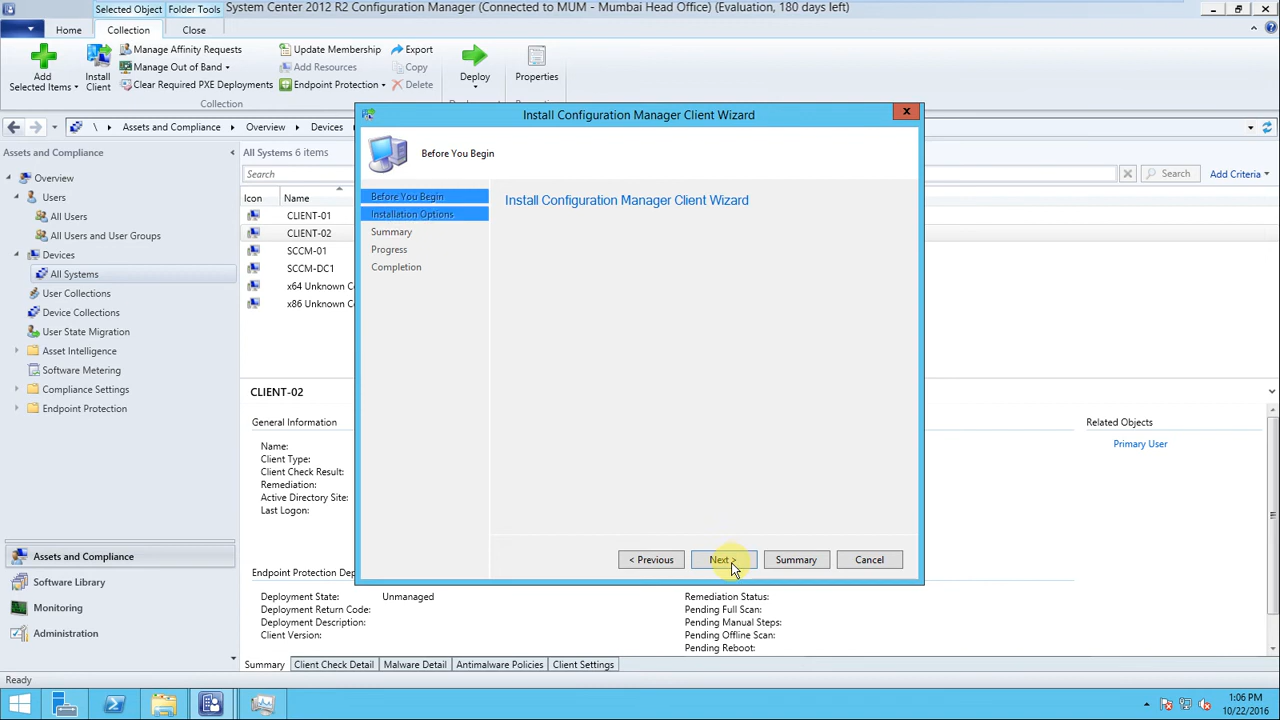 Selected Object
Folder Tools
System Center 2012 R2 Configuration Manager (Connected to MUM - Mumbai Head Office) (Evaluation, 180 days left)
Home
Collection
Close
Add
Selected Items
Install
Client
Manage Affinity Requests
Manage Out of Band
Clear Required PXE Deployments
Update Membership
Add Resources
Endpoint Protection
Export
Copy
Delete
Deploy
Properties
Collection
\
Assets and Compliance
Overview
Devices
Install Configuration Manager Client Wizard
Before You Begin
Before You Begin
Installation Options
Summary
Progress
Completion
Install Configuration Manager Client Wizard
< Previous
Next >
Summary
Cancel
Assets and Compliance
Overview
Users
All Users
All Users and User Groups
Devices
All Systems
User Collections
Device Collections
User State Migration
Asset Intelligence
Software Metering
Compliance Settings
Endpoint Protection
Assets and Compliance
Software Library
Monitoring
Administration
All Systems 6 items
Search
Search
Add Criteria
Icon
Name
CLIENT-01
CLIENT-02
SCCM-01
SCCM-DC1
x64 Unknown
x86 Unknown
CLIENT-02
General Information
Name:
Client Type:
Client Check Result:
Remediation:
Active Directory Site:
Last Logon:
Related Objects
Primary User
Endpoint Protection
Deployment State: Unmanaged
Deployment Return Code:
Deployment Description:
Client Version:
Remediation Status:
Pending Full Scan:
Pending Manual Steps:
Pending Offline Scan:
Pending Reboot:
Summary
Client Check Detail
Malware Detail
Antimalware Policies
Client Settings
Ready
1:06 PM
10/22/2016